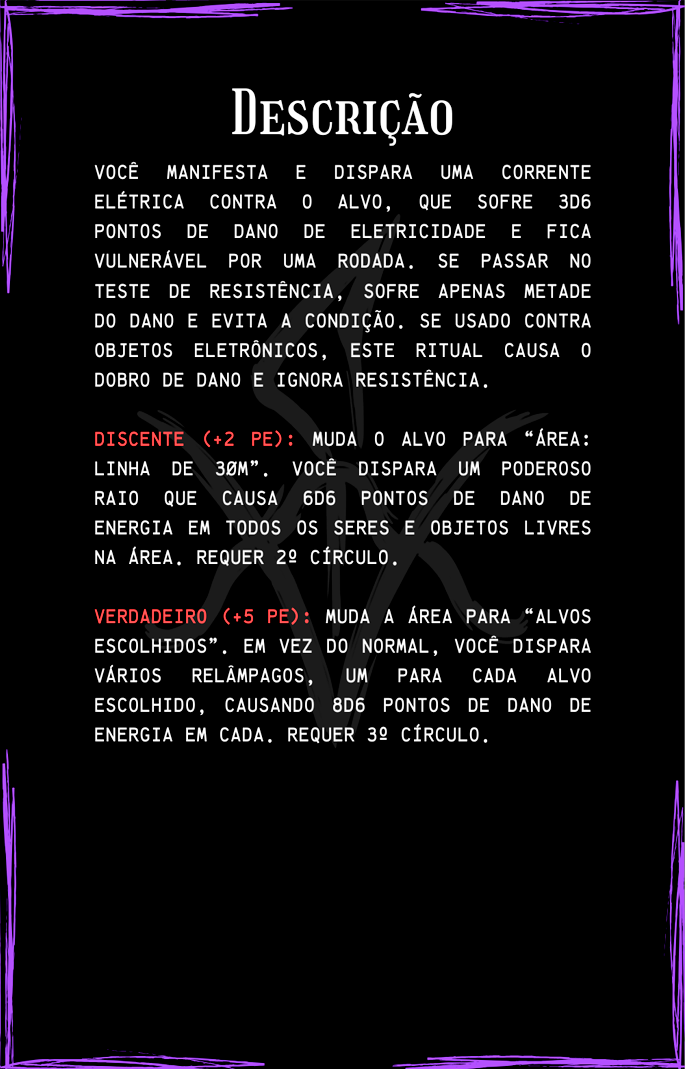 Descrição
VOCÊ MANIFESTA E DISPARA UMA CORRENTE
ELÉTRICA CONTRA O ALVO, QUE SOFRE 3D6
PONTOS DE DANO DE ELETRICIDADE E FICA
VULNERÁVEL POR UMA RODADA. SE PASSAR NO
TESTE DE RESISTÊNCIA, SOFRE APENAS METADE
DO DANO E EVITA A CONDIÇÃO. SE USADO CONTRA
OBJETOS ELETRÔNICOS, ESTE RITUAL CAUSA O
DOBRO DE DANO E IGNORA RESISTÊNCIA.
DISCENTE (+2 PE): MUDA O ALVO PARA “ÁREA:
LINHA DE 30M”. VOCÊ DISPARA UM PODEROSO
RAIO QUE CAUSA 6D6 PONTOS DE DANO DE
ENERGIA EM TODOS OS SERES E OBJETOS LIVRES
NA ÁREA. REQUER 2º CÍRCULO.
VERDADEIRO (+5 PE): MUDA A ÁREA PARA “ALVOS
ESCOLHIDOS”. EM VEZ DO NORMAL, VOCÊ DISPARA
VÁRIOS RELÂMPAGOS, UM PARA CADA ALVO
ESCOLHIDO, CAUSANDO 8D6 PONTOS DE DANO DE
ENERGIA EM CADA. REQUER 3º CÍRCULO.